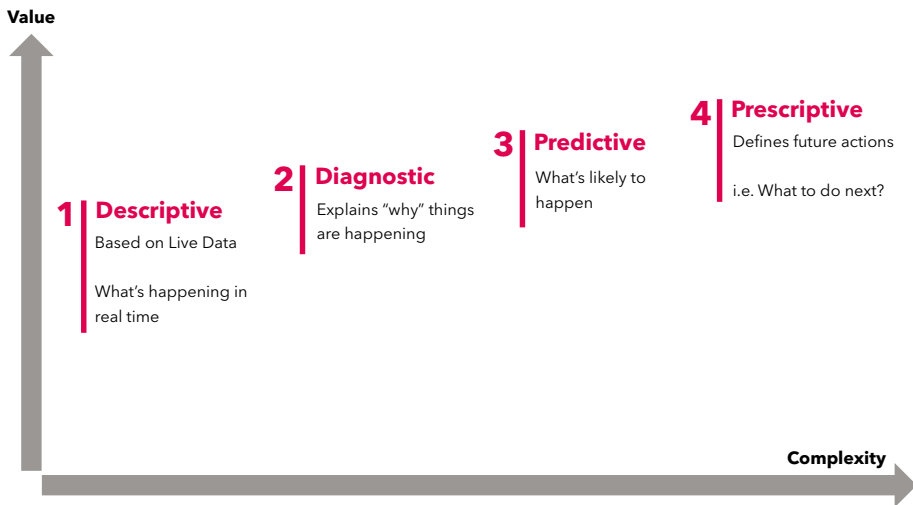 Value
1 Descriptive
Based on Live Data
What's happening in
real time
2 Diagnostic
Explains “why” things
are happening
3 Predictive
What's likely to
happen
4 Prescriptive
Defines future actions
i.e. What to do next?
Complexity